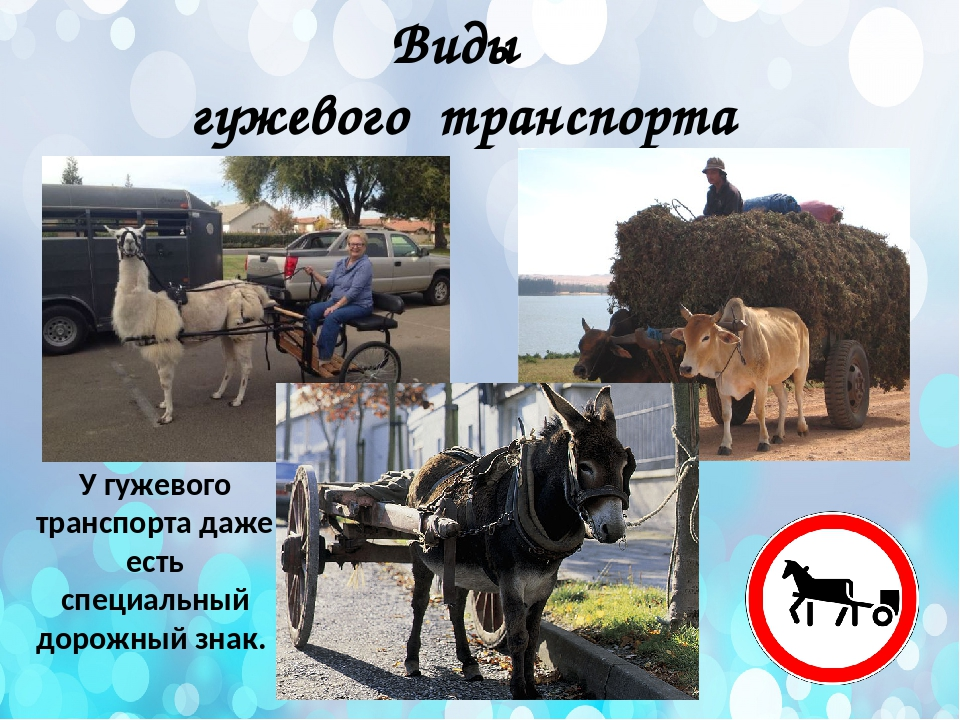 Виды
гужевого транспорта
У гужевого
транспорта даже
есть
специальный
дорожный знак.